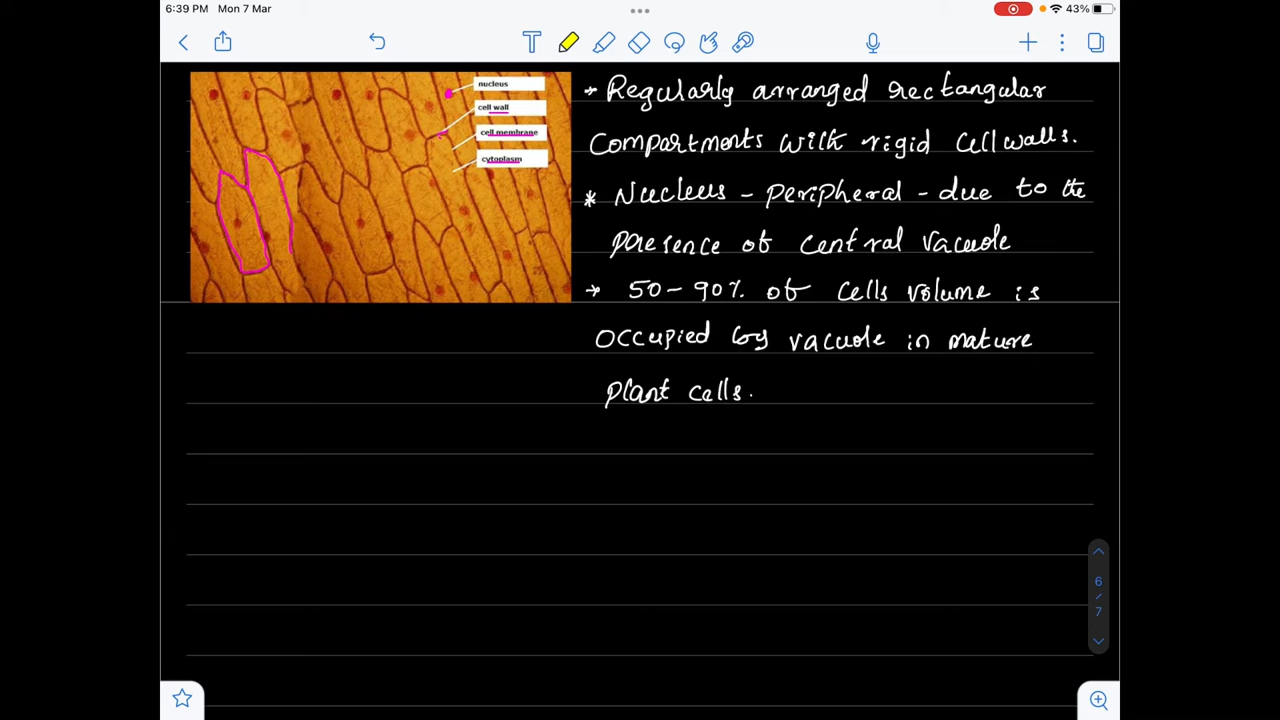 6:39 PM Mon 7 Mar
43%
T
nucleus
cell wall
cell membrane
cytoplasm
→ Regularly arranged rectangular
Compartments with rigid cell walls.
* Nucleus - peripheral - due to the
presence of central vacuole
→ 50-90% of cells volume is
occupied by vacuole in mature
plant cells.
6
/
7